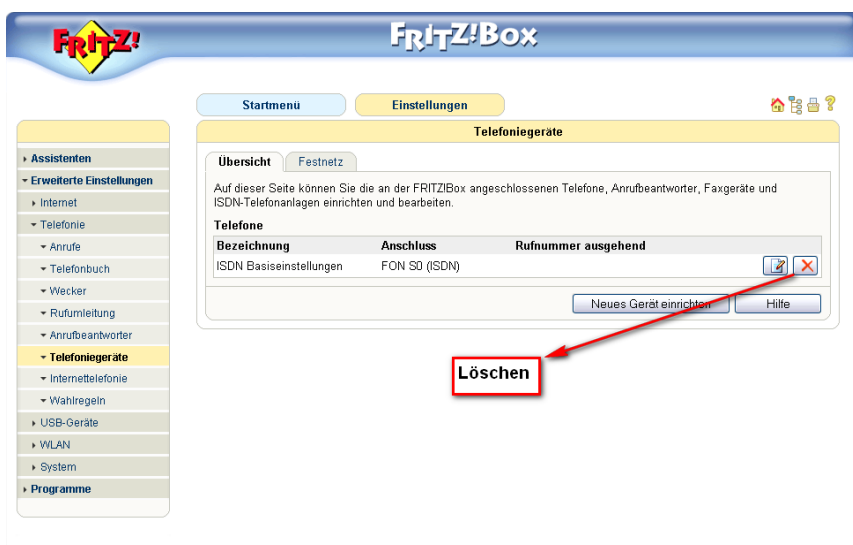 FRITZ!
FRITZ!Box
Startmenü
Einstellungen
Telefoniegeräte
Assistenten
Erweiterte Einstellungen
Internet
Telefonie
Anrufe
Telefonbuch
Wecker
Rufumleitung
Anrufbeantworter
Telefoniegeräte
Internettelefonie
Wahlregeln
USB-Geräte
WLAN
System
Programme
Übersicht
Festnetz
Auf dieser Seite können Sie die an der FRITZ!Box angeschlossenen Telefone, Anrufbeantworter, Faxgeräte und
ISDN-Telefonanlagen einrichten und bearbeiten.
Telefone
Bezeichnung Anschluss Rufnummer ausgehend
ISDN Basiseinstellungen FON S0 (ISDN)
Neues Gerät einrichten
Hilfe
Löschen